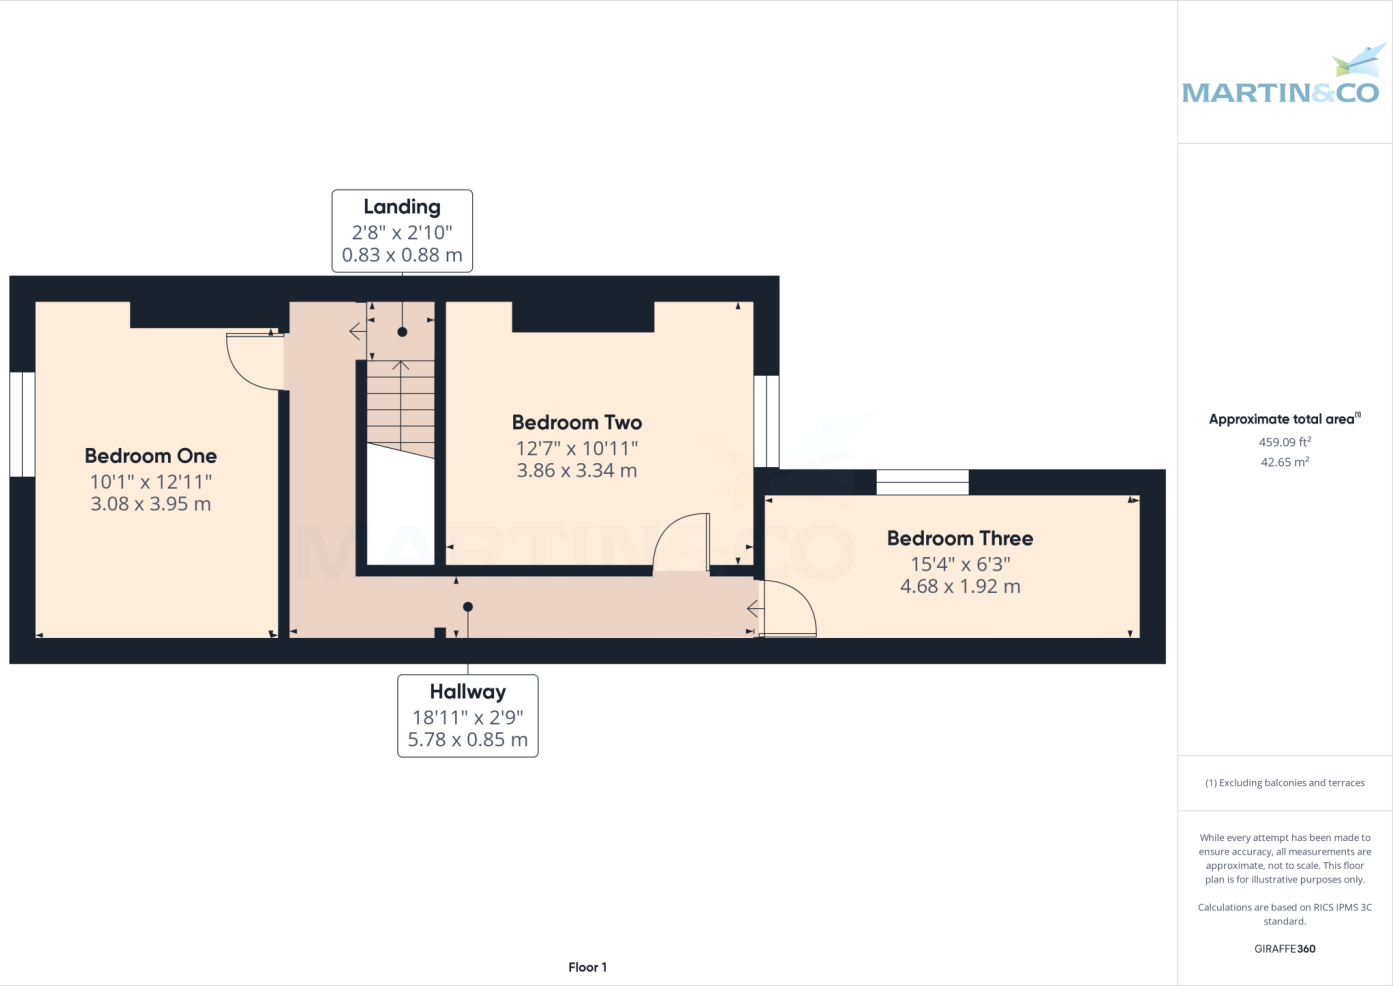 MARTIN&CO
Landing
2'8" x 2'10"
0.83 x 0.88 m
Bedroom One
10'1" x 12'11"
3.08 x 3.95 m
Bedroom Two
12'7" x 10'11"
3.86 x 3.34 m
Bedroom Three
15'4" x 6'3"
4.68 x 1.92 m
MARTIN&CO
Hallway
18'11" x 2'9"
5.78 x 0.85 m
Floor 1
Approximate total area(1)
459.09 ft²
42.65 m²
(1) Excluding balconies and terraces
While every attempt has been made to
ensure accuracy, all measurements are
approximate, not to scale. This floor
plan is for illustrative purposes only.
Calculations are based on RICS IPMS 3C
standard.
GIRAFFE360